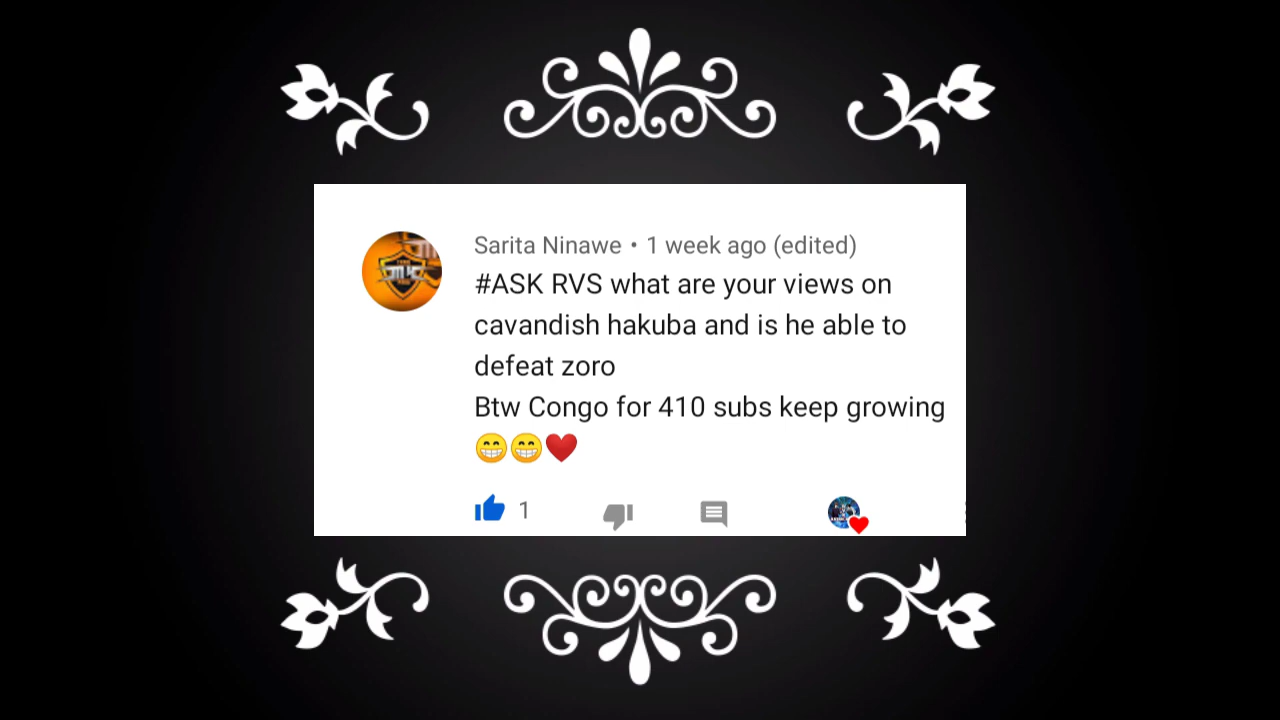 Sarita Ninawe • 1 week ago (edited)
#ASK RVS what are your views on
cavandish hakuba and is he able to
defeat zoro
Btw Congo for 410 subs keep growing
😁😁❤️
1